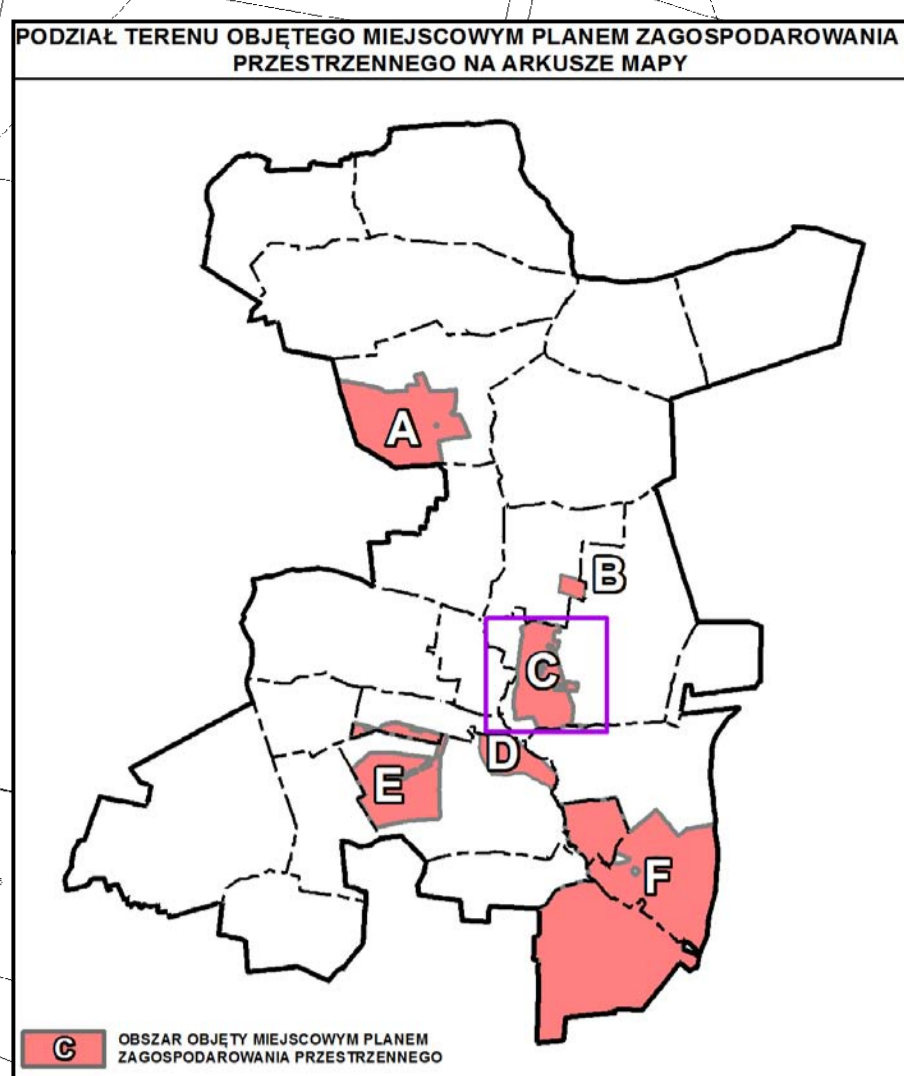 PODZIAŁ TERENU OBJĘTEGO MIEJSCOWYM PLANEM ZAGOSPODAROWANIA
PRZESTRZENNEGO NA ARKUSZE MAPY
A
B
C
D
E
F
C
OBSZAR OBJĘTY MIEJSCOWYM PLANEM
ZAGOSPODAROWANIA PRZESTRZENNEGO